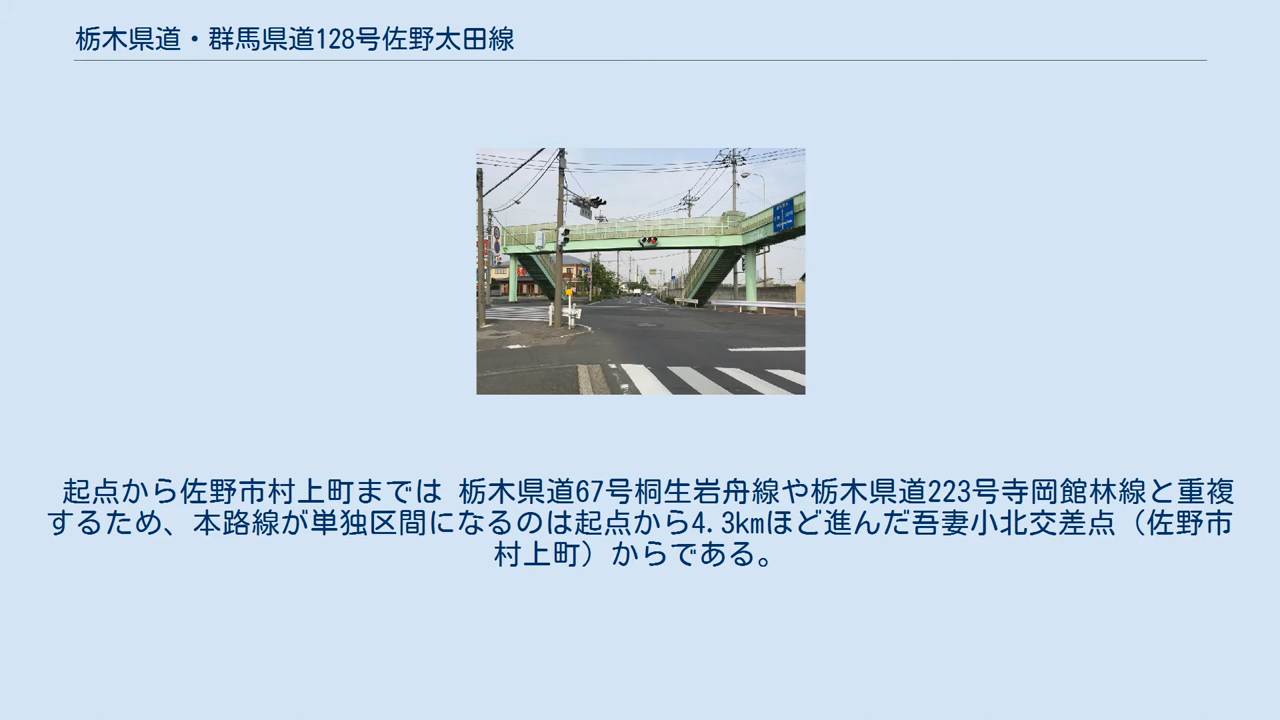 栃木県道・群馬県道128号佐野太田線
起点から佐野市村上町までは 栃木県道67号桐生岩舟線や栃木県道223号寺岡館林線と重複
するため、本路線が単独区間になるのは起点から4.3kmほど進んだ吾妻小北交差点（佐野市
村上町）からである。